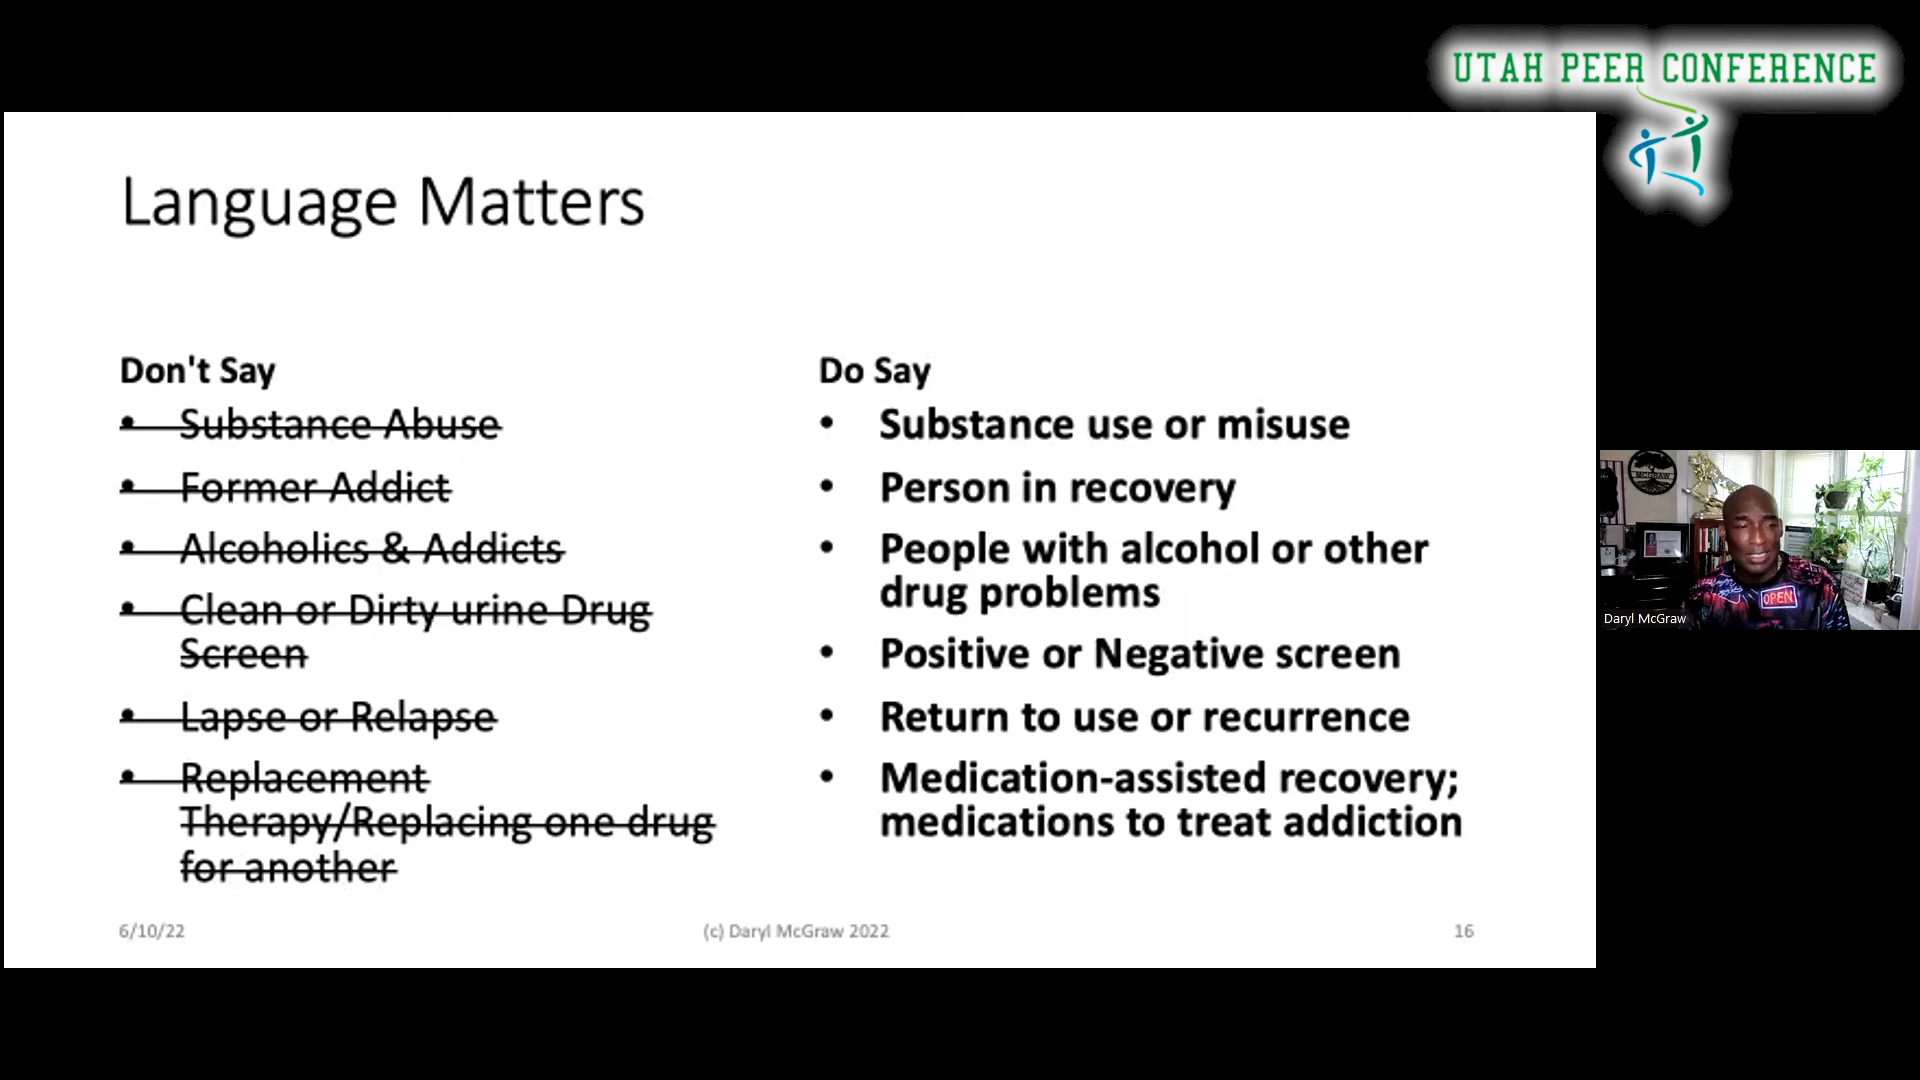 UTAH PEER CONFERENCE
Language Matters
Don't Say
• Substance Abuse
• Former Addict
• Alcoholics & Addicts
• Clean or Dirty urine Drug
Screen
• Lapse or Relapse
• Replacement
Therapy/Replacing one drug
for another
Do Say
• Substance use or misuse
• Person in recovery
• People with alcohol or other
drug problems
• Positive or Negative screen
• Return to use or recurrence
• Medication-assisted recovery;
medications to treat addiction
6/10/22
(c) Daryl McGraw 2022
16
MCGRAW
OPEN
Daryl McGraw